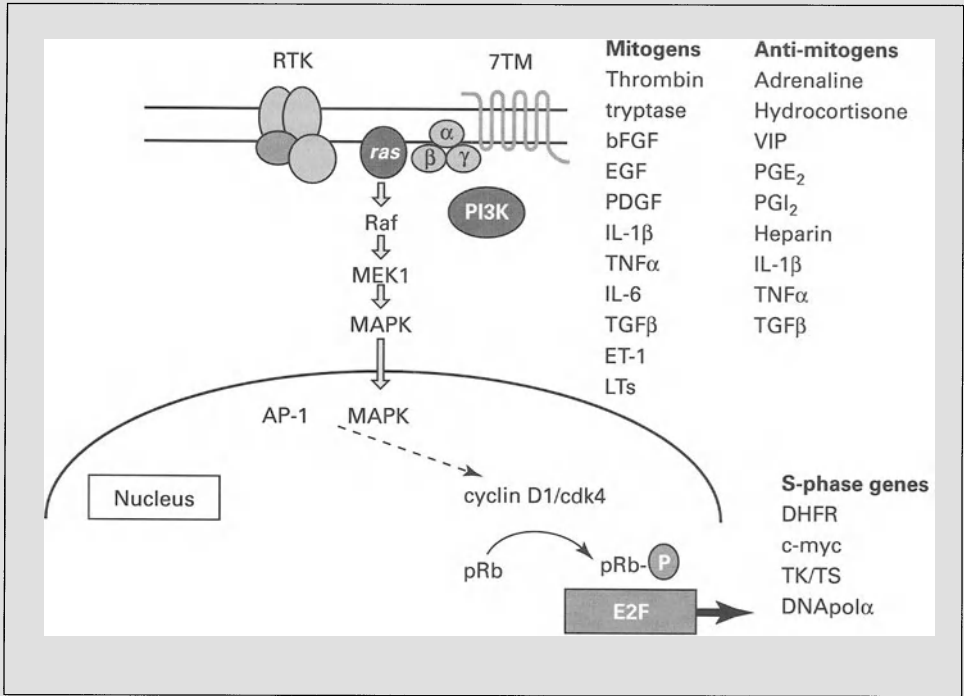 RTK
7TM
ras
α
β
γ
PI3K
Raf
MEK1
MAPK
AP-1
MAPK
Nucleus
cyclin D1/cdk4
pRb
pRb-P
E2F
Mitogens
Thrombin
tryptase
bFGF
EGF
PDGF
IL-1β
TNFα
IL-6
TGFβ
ET-1
LTs
Anti-mitogens
Adrenaline
Hydrocortisone
VIP
PGE₂
PGI₂
Heparin
IL-1β
TNFα
TGFβ
S-phase genes
DHFR
c-myc
TK/TS
DNApolα